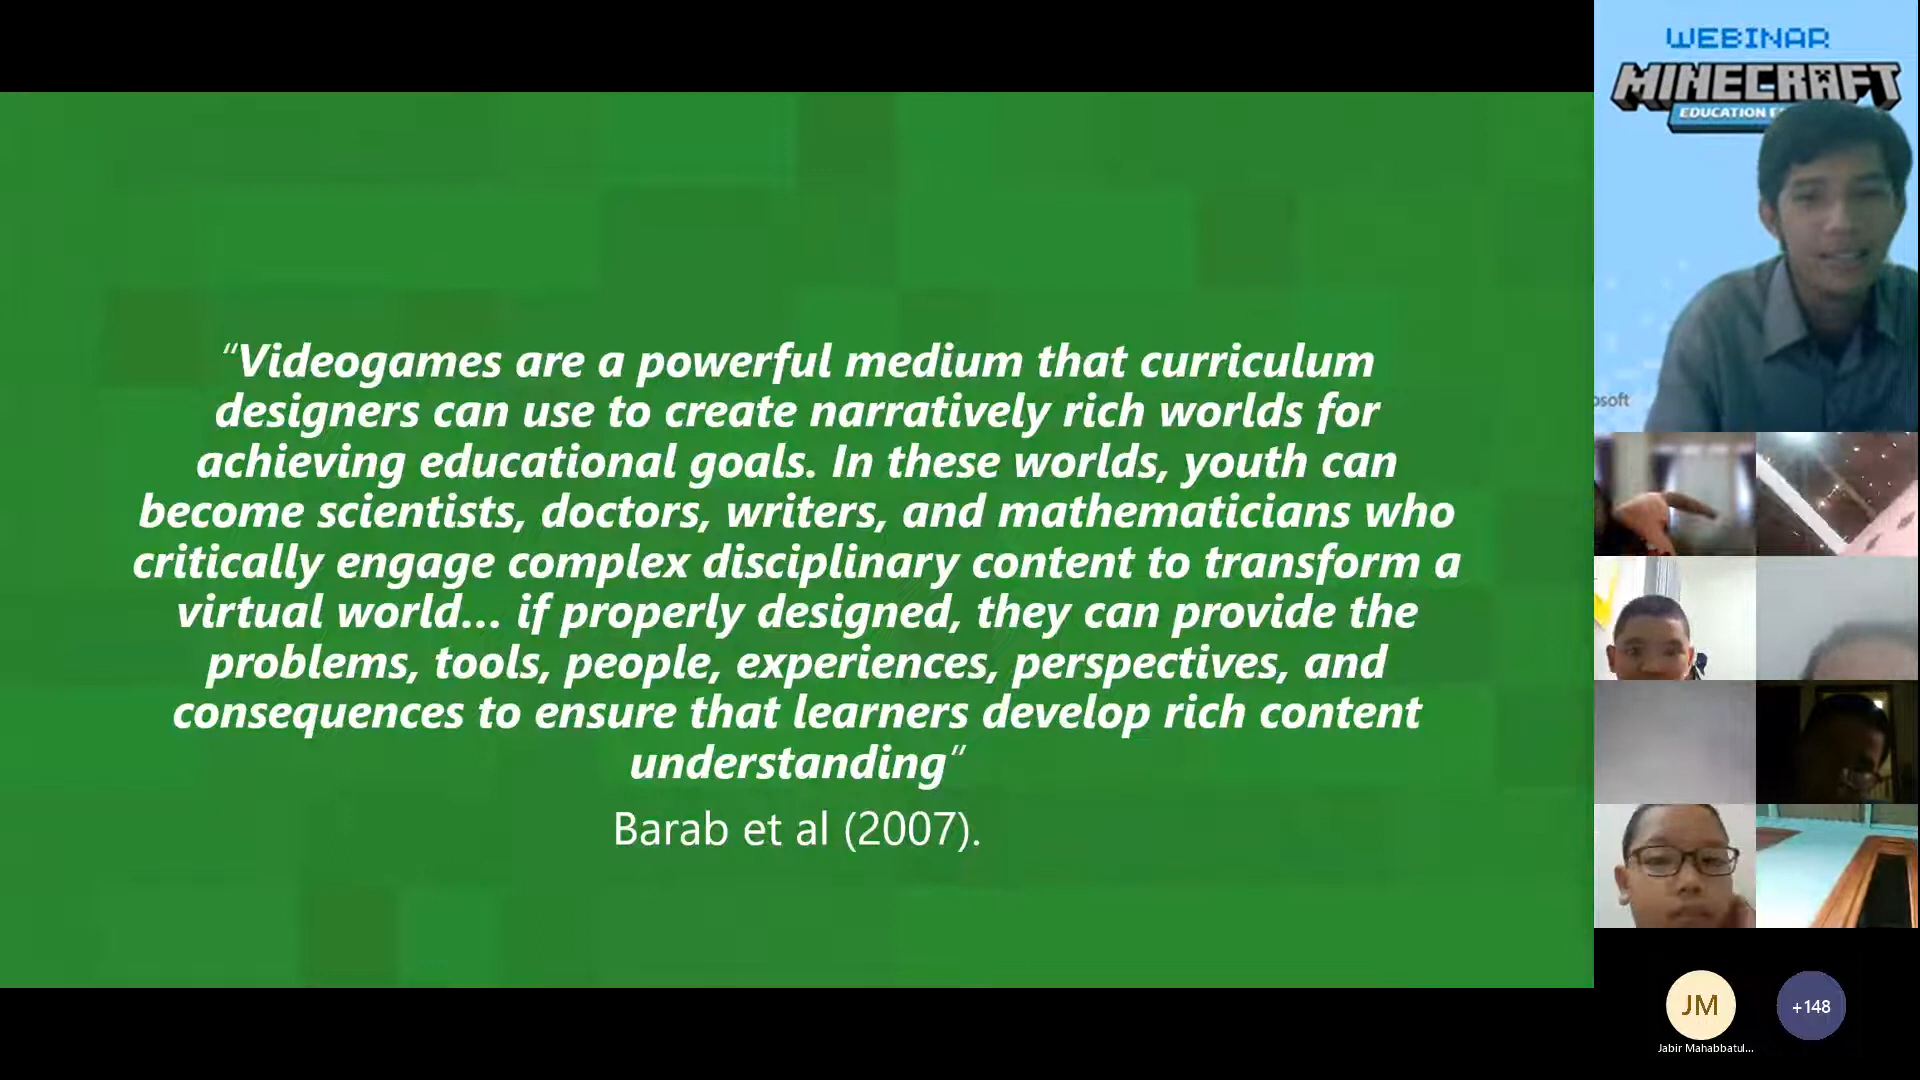 “Videogames are a powerful medium that curriculum
designers can use to create narratively rich worlds for
achieving educational goals. In these worlds, youth can
become scientists, doctors, writers, and mathematicians who
critically engage complex disciplinary content to transform a
virtual world... if properly designed, they can provide the
problems, tools, people, experiences, perspectives, and
consequences to ensure that learners develop rich content
understanding”
Barab et al (2007).
WEBINAR
MINECRAFT
EDUCATION E
osoft
JM
+148
Jabir Mahabbatul...